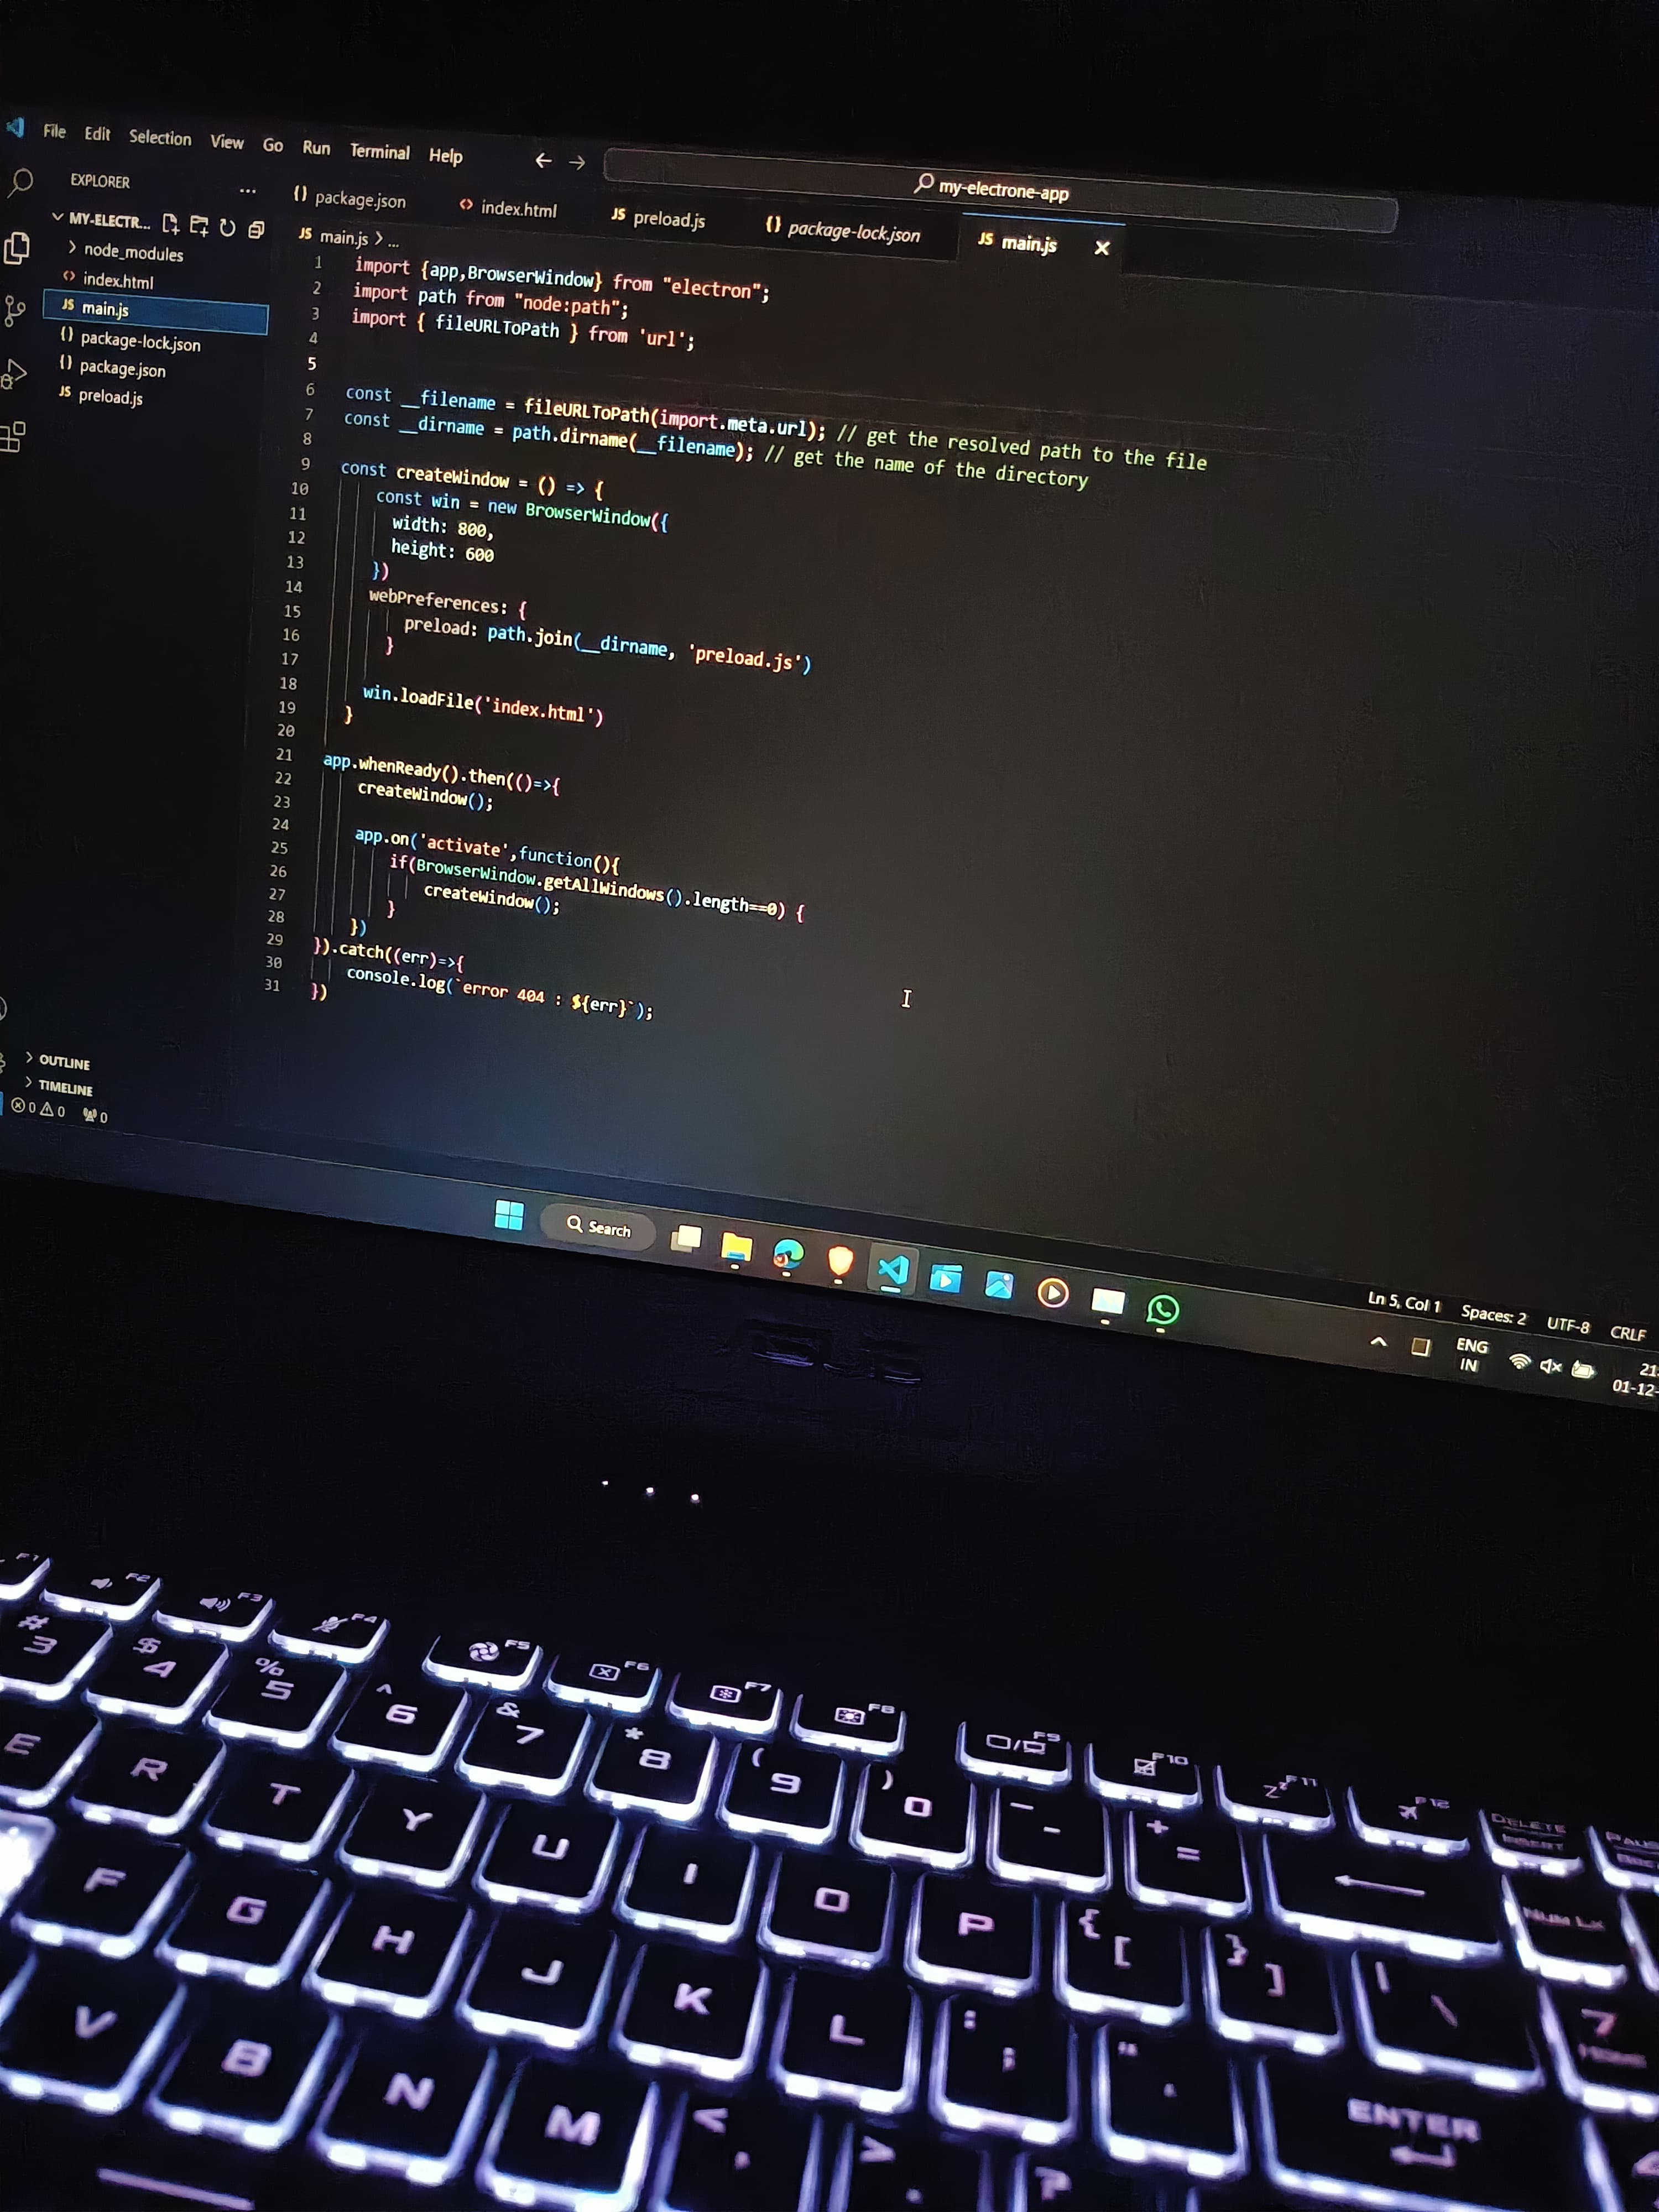 File Edit Selection View Go Run Terminal Help
my-electrone-app
EXPLORER ...
MY-ELECTR...
node_modules
index.html
main.js
package-lock.json
package.json
preload.js
OUTLINE
TIMELINE
0 0 0
package.json index.html preload.js package-lock.json main.js
main.js > ...
1 import {app,BrowserWindow} from "electron";
2 import path from "node:path";
3 import { fileURLToPath } from 'url';
4
5
6 const __filename = fileURLToPath(import.meta.url); // get the resolved path to the file
7 const __dirname = path.dirname(__filename); // get the name of the directory
8
9 const createWindow = () => {
10 const win = new BrowserWindow({
11 width: 800,
12 height: 600
13 })
14 webPreferences: {
15 preload: path.join(__dirname, 'preload.js')
16 }
17
18 win.loadFile('index.html')
19 }
20
21 app.whenReady().then(()=>{
22 createWindow();
23
24 app.on('activate',function(){
25 if(BrowserWindow.getAllWindows().length==0) {
26 createWindow();
27 }
28 })
29 }).catch((err)=>{
30 console.log(`error 404 : ${err}`);
31 })
Ln 5, Col 1 Spaces: 2 UTF-8 CRLF
Search
ENG
IN
21:
01-12-
ASUS
F1 F2 F3 F4 F5 F6 F7 F8 F9 F10 F11 F12 DELETE
INSERT
# 3 $ 4 % 5 ^ 6 & 7 * 8 ( 9 ) 0 _ - + =
NUM LK
E R T Y U I O P { [ } ] | \ 7
HOME
F G H J K L : ; " ' ENTER
V B N M < , > . ?